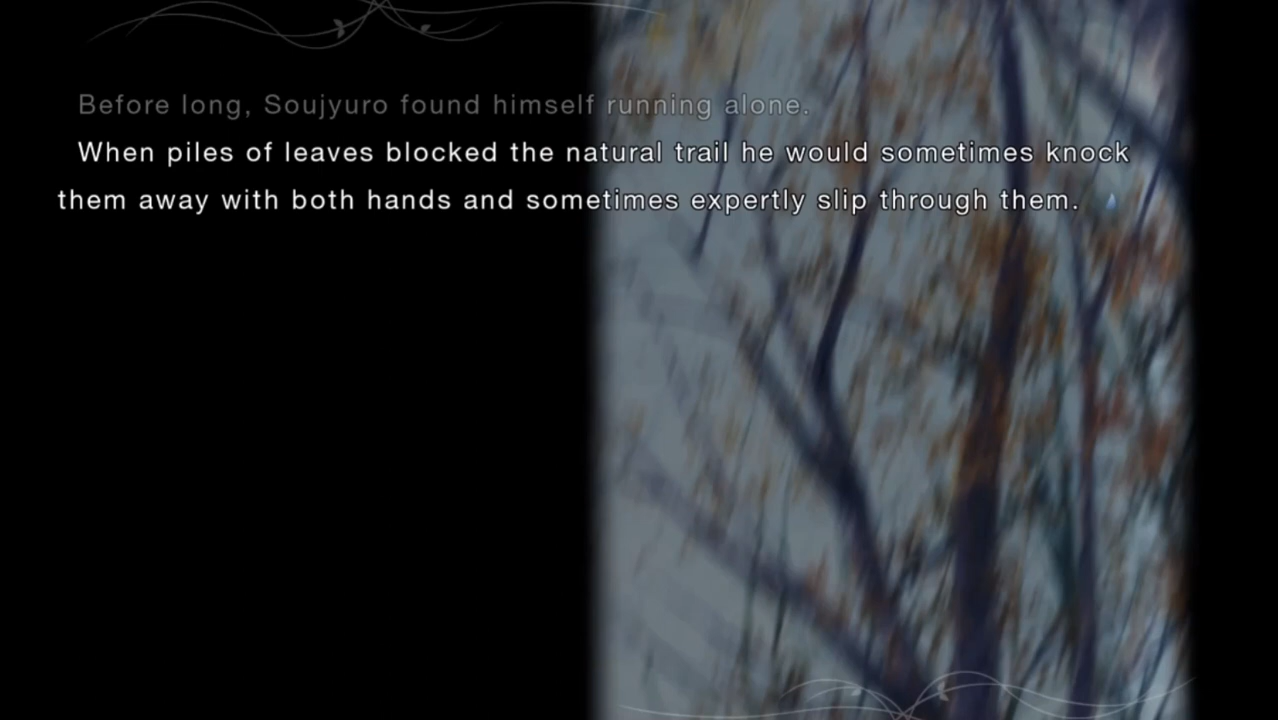 Before long, Soujyuro found himself running alone.
When piles of leaves blocked the natural trail he would sometimes knock
them away with both hands and sometimes expertly slip through them.